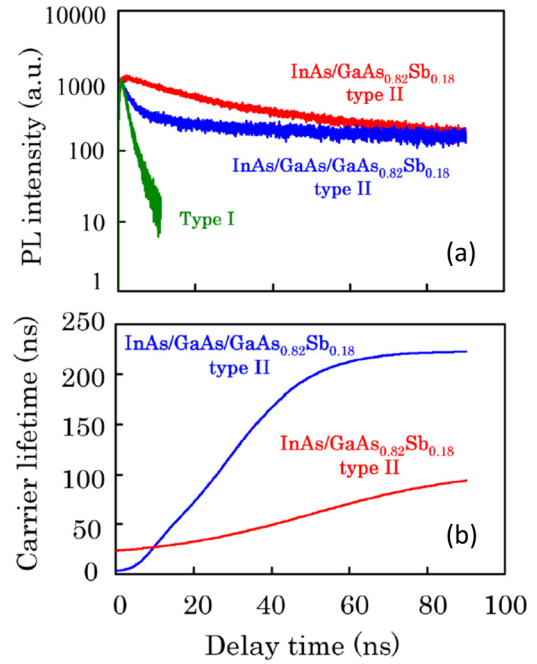 10000
1000
100
10
1
PL intensity (a.u.)
InAs/GaAs0.82Sb0.18
type II
InAs/GaAs/GaAs0.82Sb0.18
type II
Type I
(a)
250
200
150
100
50
0
Carrier lifetime (ns)
InAs/GaAs/GaAs0.82Sb0.18
type II
InAs/GaAs0.82Sb0.18
type II
(b)
0 20 40 60 80 100
Delay time (ns)